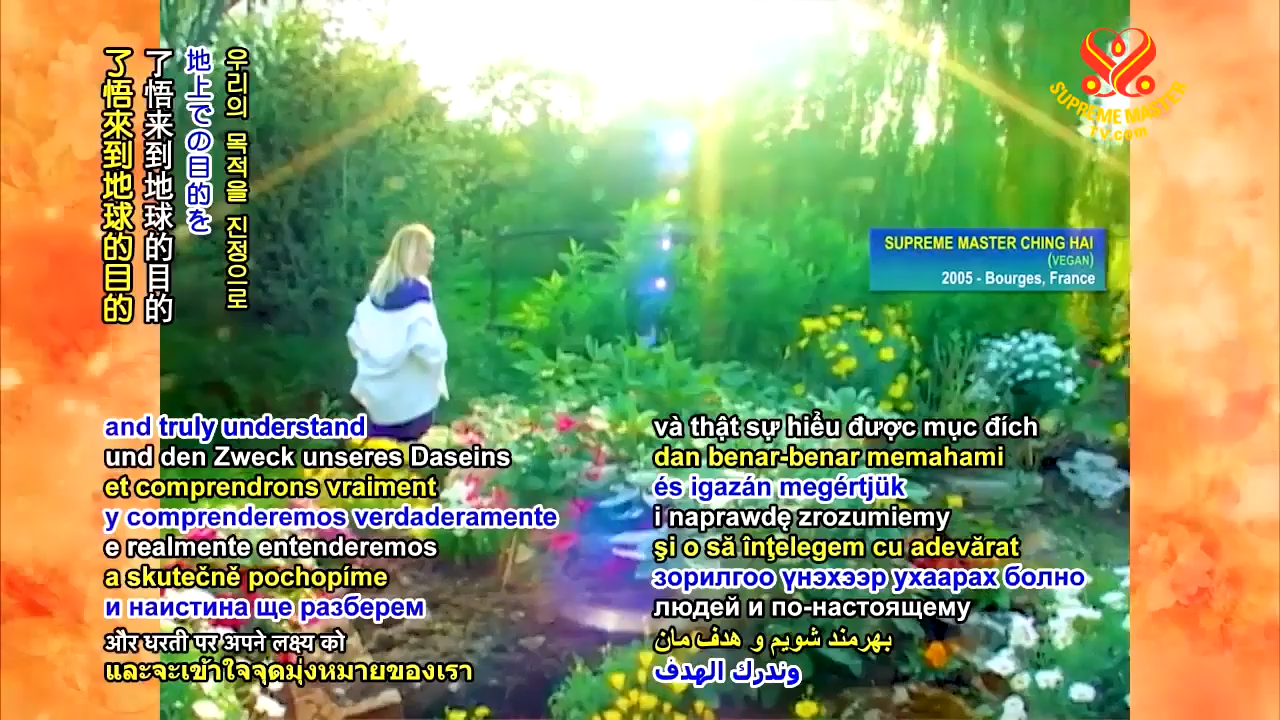 우리의 목적을 진정으로
地上での目的を
了悟来到地球的目的
了悟來到地球的目的
SUPREME MASTER
TV.com
SUPREME MASTER CHING HAI
(VEGAN)
2005 - Bourges, France
and truly understand
und den Zweck unseres Daseins
et comprendrons vraiment
y comprenderemos verdaderamente
e realmente entenderemos
a skutečně pochopíme
и наистина ще разберем
और धरती पर अपने लक्ष्य को
และจะเข้าใจจุดมุ่งหมายของเรา
và thật sự hiểu được mục đích
dan benar-benar memahami
és igazán megértjük
i naprawdę zrozumiemy
şi o să înţelegem cu adevărat
зорилгоо үнэхээр ухаарах болно
людей и по-настоящему
بهرمند شویم و هدف مان
وندرك الهدف